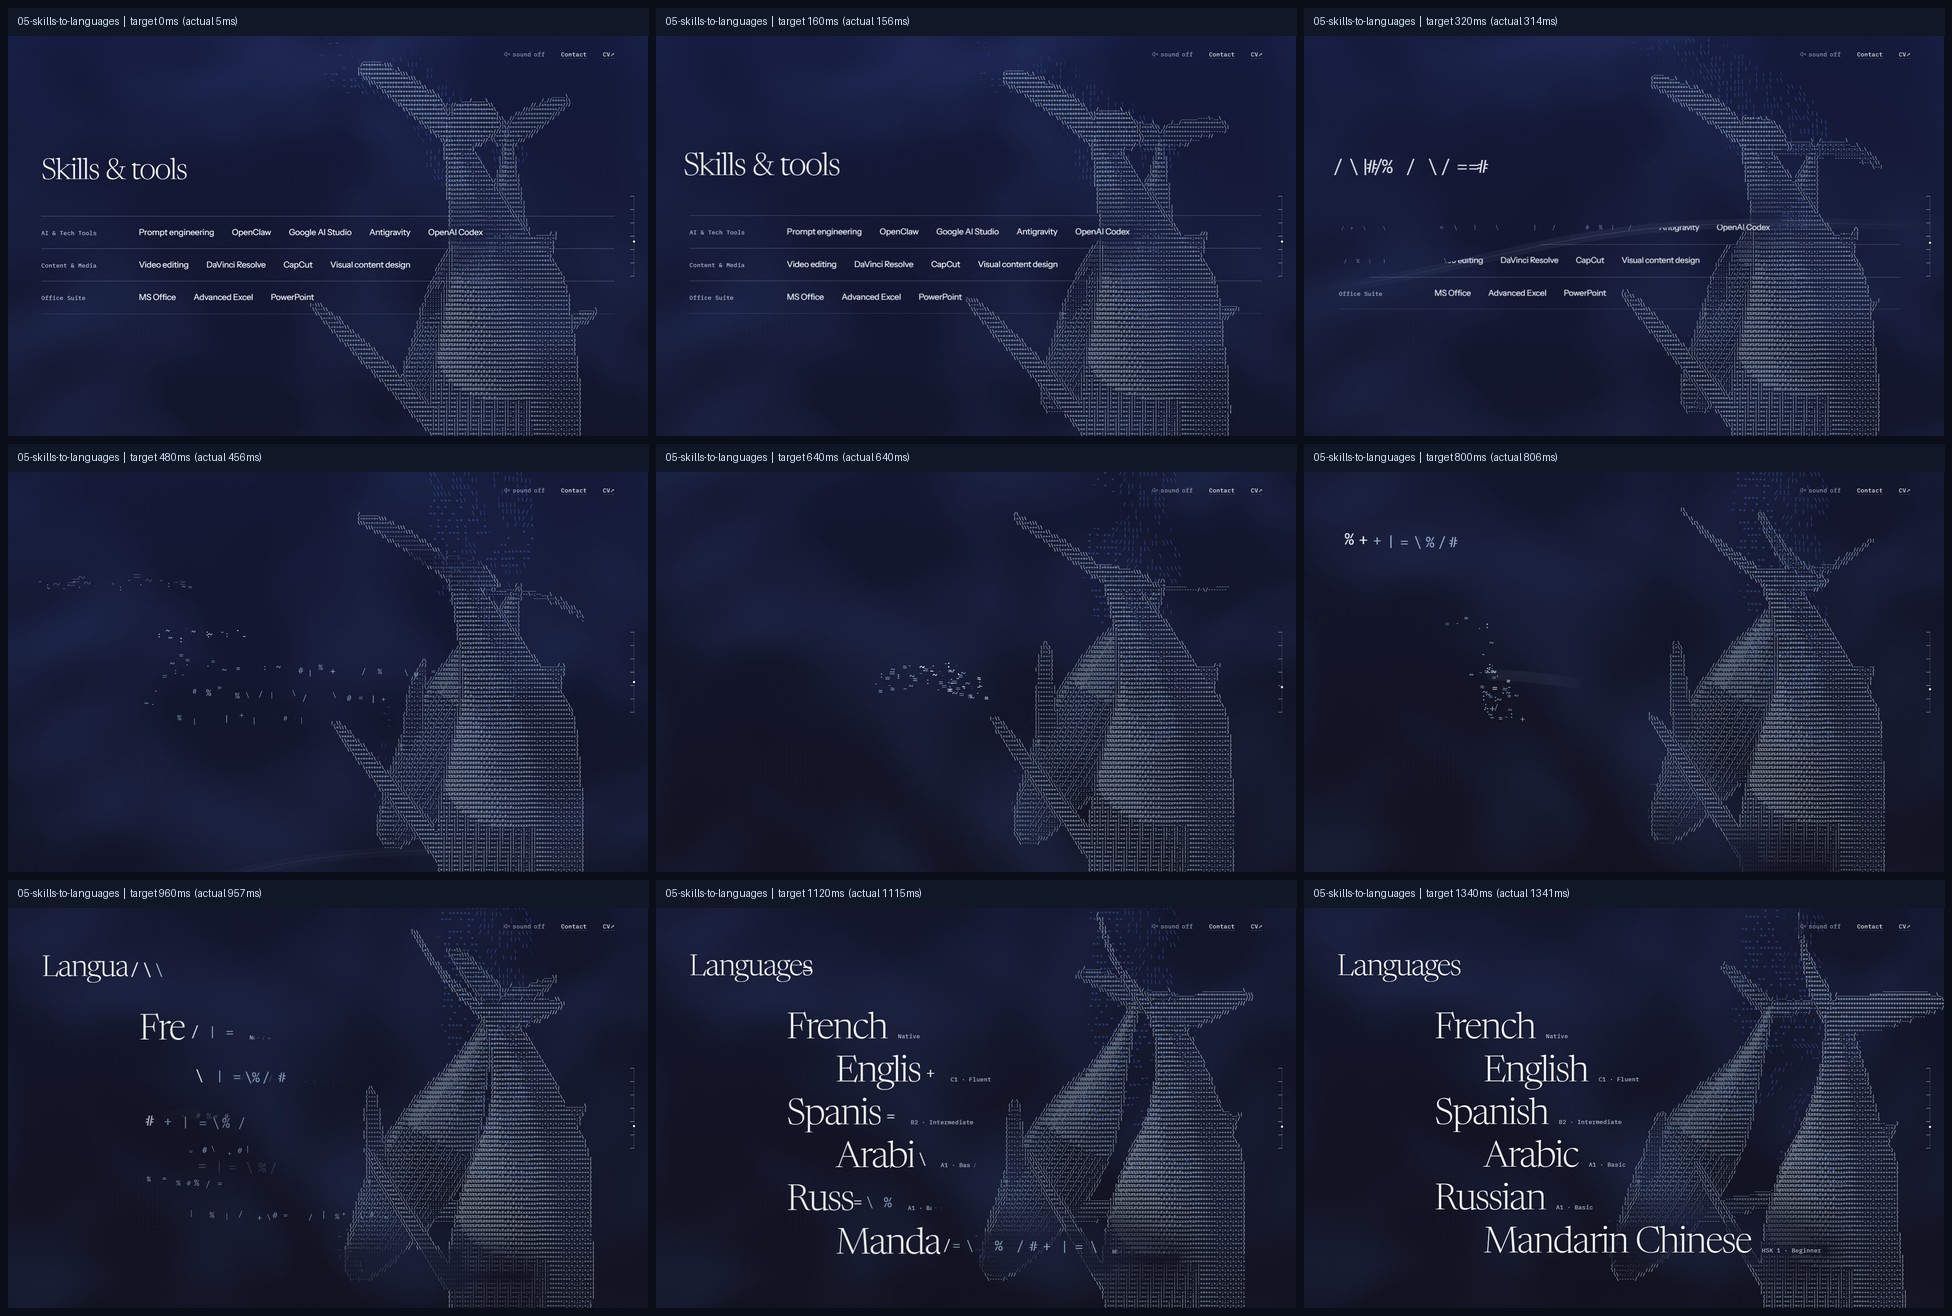 05-skills-to-languages | target 0ms (actual 5ms)
sound off Contact CV↗
Skills & tools
AI & Tech Tools Prompt engineering OpenClaw Google AI Studio Antigravity OpenAI Codex
Content & Media Video editing DaVinci Resolve CapCut Visual content design
Office Suite MS Office Advanced Excel PowerPoint
05-skills-to-languages | target 160ms (actual 156ms)
sound off Contact CV↗
Skills & tools
AI & Tech Tools Prompt engineering OpenClaw Google AI Studio Antigravity OpenAI Codex
Content & Media Video editing DaVinci Resolve CapCut Visual content design
Office Suite MS Office Advanced Excel PowerPoint
05-skills-to-languages | target 320ms (actual 314ms)
sound off Contact CV↗
Antigravity OpenAI Codex
editing DaVinci Resolve CapCut Visual content design
Office Suite MS Office Advanced Excel PowerPoint
05-skills-to-languages | target 480ms (actual 456ms)
sound off Contact CV↗
05-skills-to-languages | target 640ms (actual 640ms)
sound off Contact CV↗
05-skills-to-languages | target 800ms (actual 806ms)
sound off Contact CV↗
% + + | = \ % / #
05-skills-to-languages | target 960ms (actual 957ms)
sound off Contact CV↗
Langua / \ \
Fre / | =
\ | = \ % / #
# + | = \ % /
05-skills-to-languages | target 1120ms (actual 1115ms)
sound off Contact CV↗
Languages
French Native
Englis + C1 · Fluent
Spanis = B2 · Intermediate
Arabi \ A1 · Bas /
Russ = \ % A1 · B
Manda / = \ % / # + | = \
05-skills-to-languages | target 1340ms (actual 1341ms)
sound off Contact CV↗
Languages
French Native
English C1 · Fluent
Spanish B2 · Intermediate
Arabic A1 · Basic
Russian A1 · Basic
Mandarin Chinese HSK 1 · Beginner